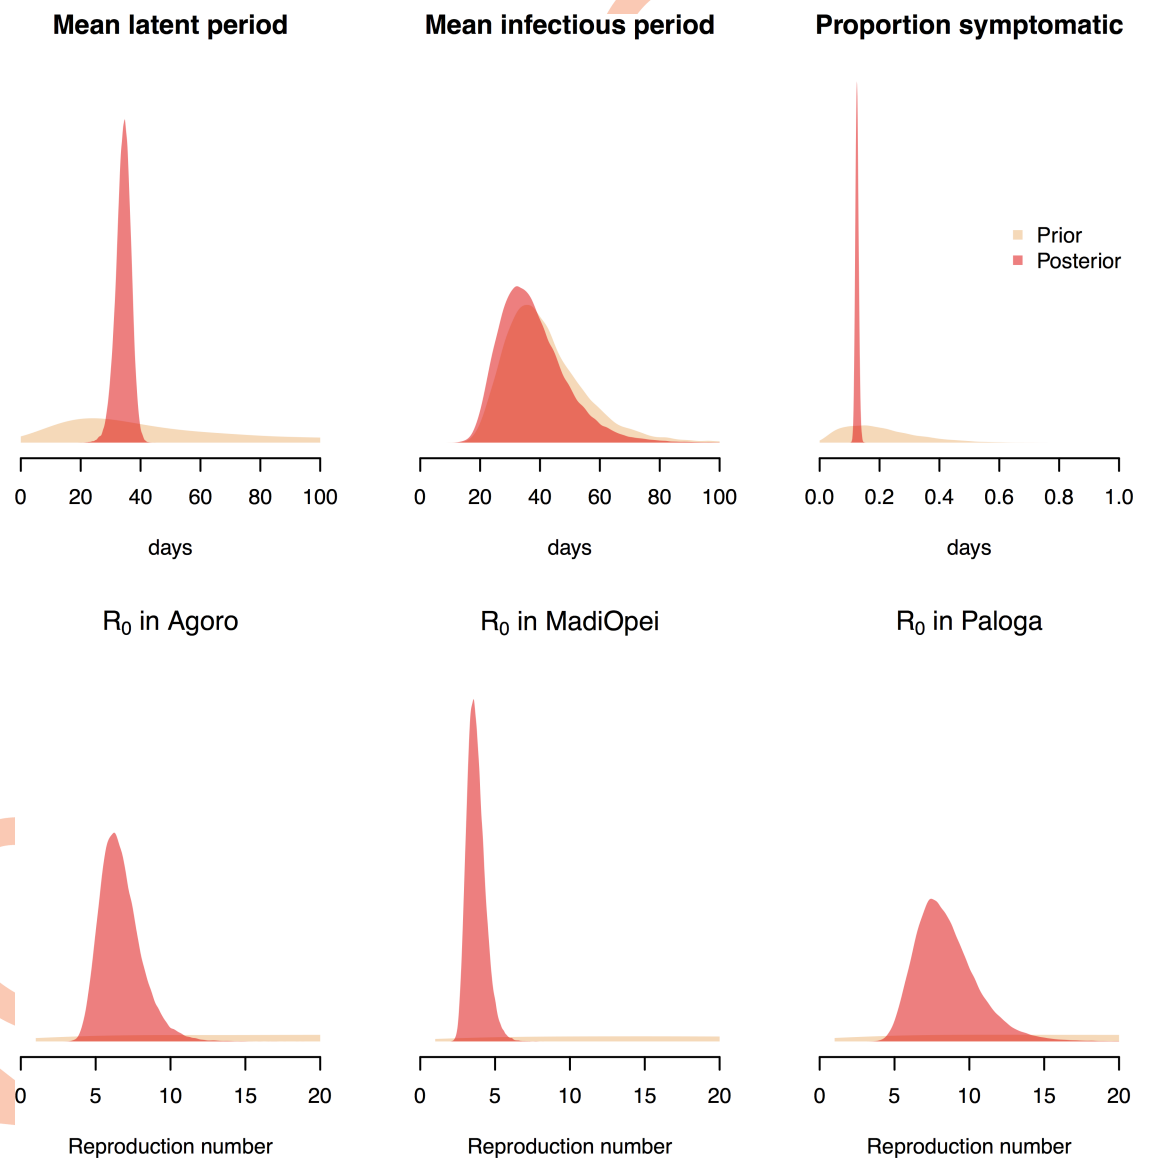 Mean latent period
Mean infectious period
Proportion symptomatic
Prior
Posterior
0 20 40 60 80 100
0 20 40 60 80 100
0.0 0.2 0.4 0.6 0.8 1.0
days
days
days
R0 in Agoro
R0 in MadiOpei
R0 in Paloga
0 5 10 15 20
0 5 10 15 20
0 5 10 15 20
Reproduction number
Reproduction number
Reproduction number